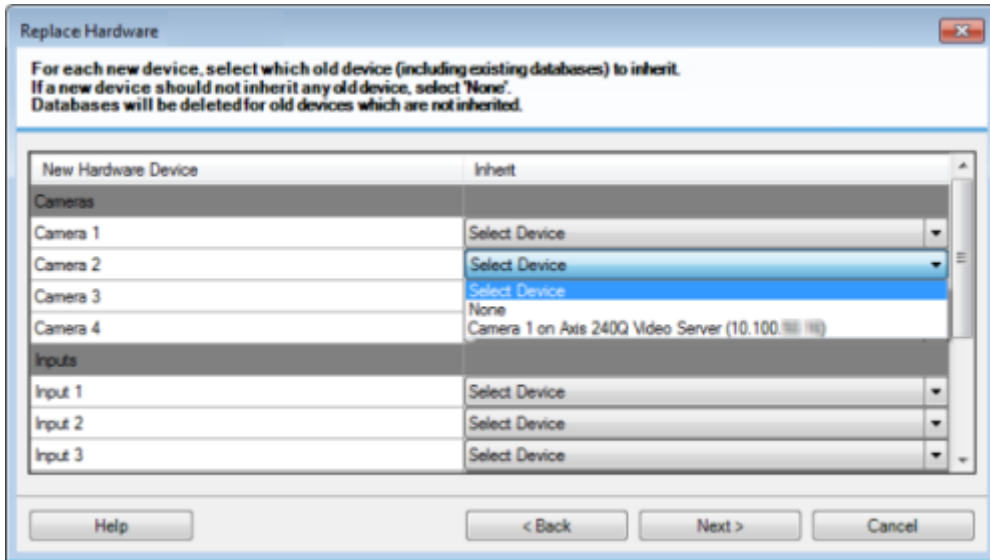 Replace Hardware
For each new device, select which old device (including existing databases) to inherit.
If a new device should not inherit any old device, select 'None'.
Databases will be deleted for old devices which are not inherited.
New Hardware Device Inherit
Cameras
Camera 1 Select Device
Camera 2 Select Device
Camera 3 Select Device
None
Camera 4 Camera 1 on Axis 240Q Video Server (10.100.
Inputs
Input 1 Select Device
Input 2 Select Device
Input 3 Select Device
Help < Back Next > Cancel